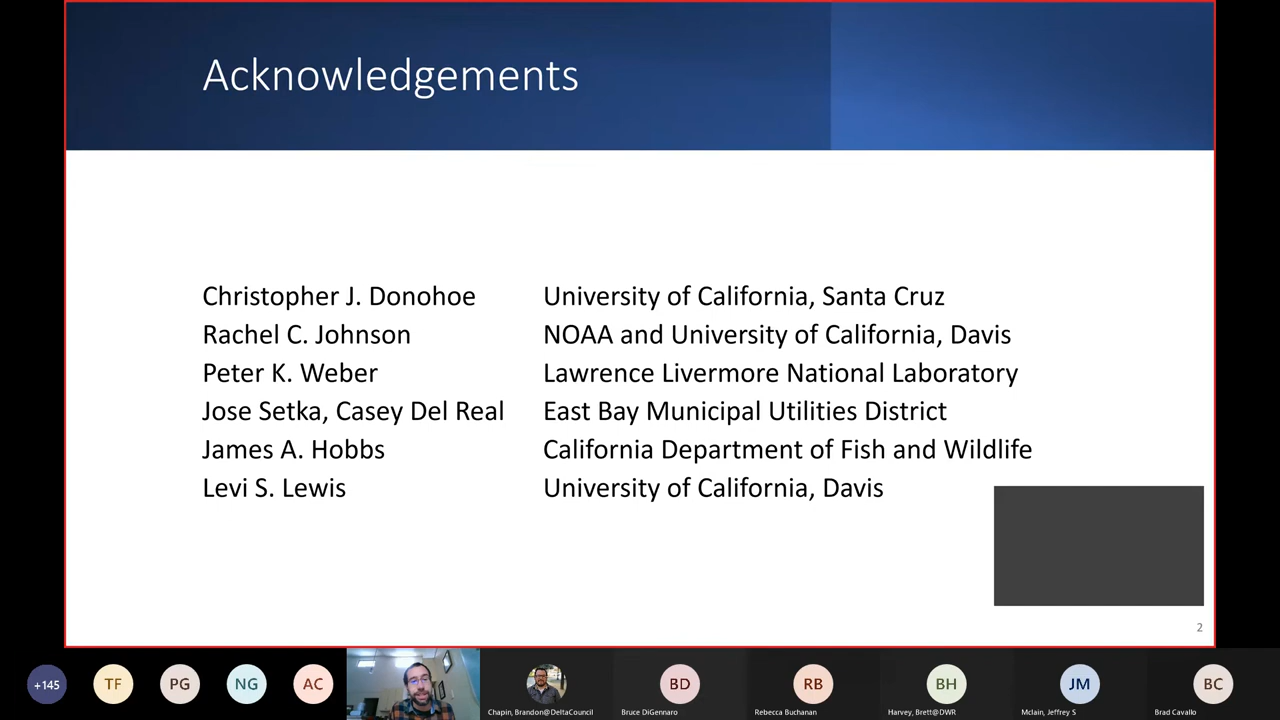 Acknowledgements
Christopher J. Donohoe University of California, Santa Cruz
Rachel C. Johnson NOAA and University of California, Davis
Peter K. Weber Lawrence Livermore National Laboratory
Jose Setka, Casey Del Real East Bay Municipal Utilities District
James A. Hobbs California Department of Fish and Wildlife
Levi S. Lewis University of California, Davis
2
+145 TF PG NG AC BD RB BH JM BC
Chapin, Brandon@DeltaCouncil Bruce DiGennaro Rebecca Buchanan Harvey, Brett@DWR Mclain, Jeffrey S Brad Cavallo